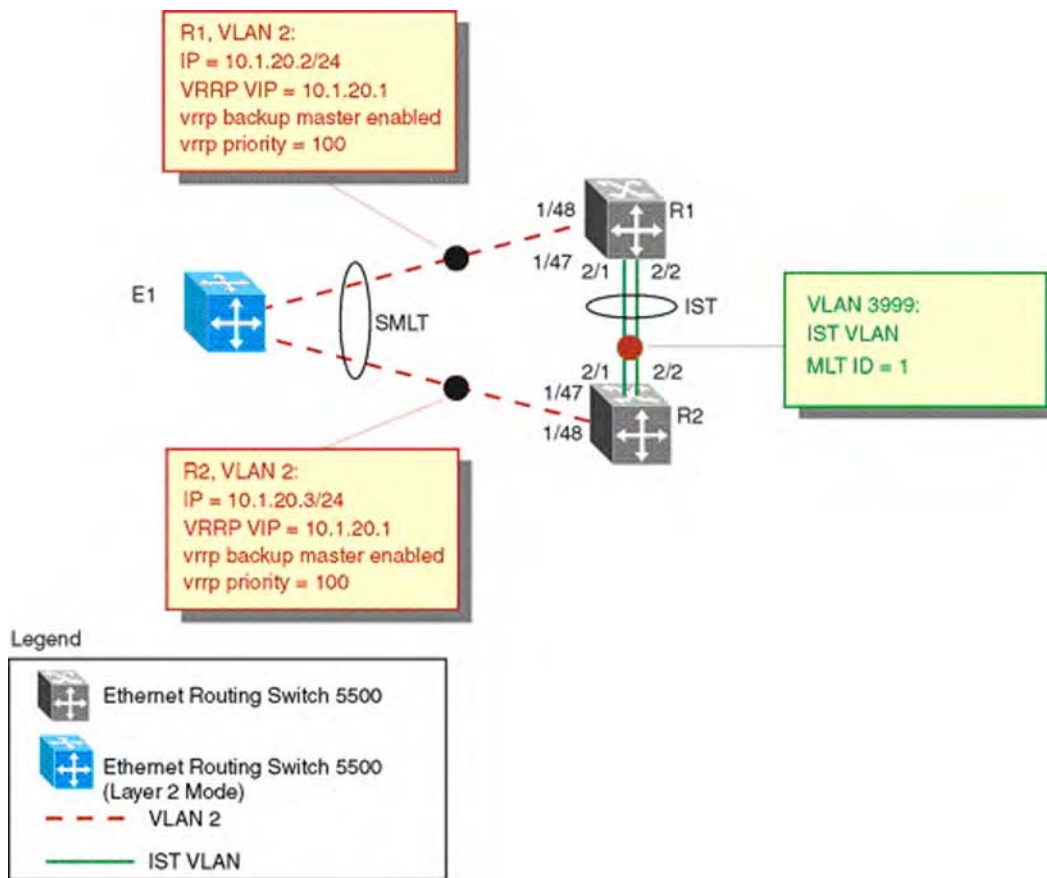 R1, VLAN 2:
IP = 10.1.20.2/24
VRRP VIP = 10.1.20.1
vrrp backup master enabled
vrrp priority = 100
1/48
R1
1/47
2/1
2/2
E1
SMLT
IST
VLAN 3999:
IST VLAN
MLT ID = 1
2/1
2/2
1/47
R2
1/48
R2, VLAN 2:
IP = 10.1.20.3/24
VRRP VIP = 10.1.20.1
vrrp backup master enabled
vrrp priority = 100
Legend
Ethernet Routing Switch 5500
Ethernet Routing Switch 5500
(Layer 2 Mode)
VLAN 2
IST VLAN